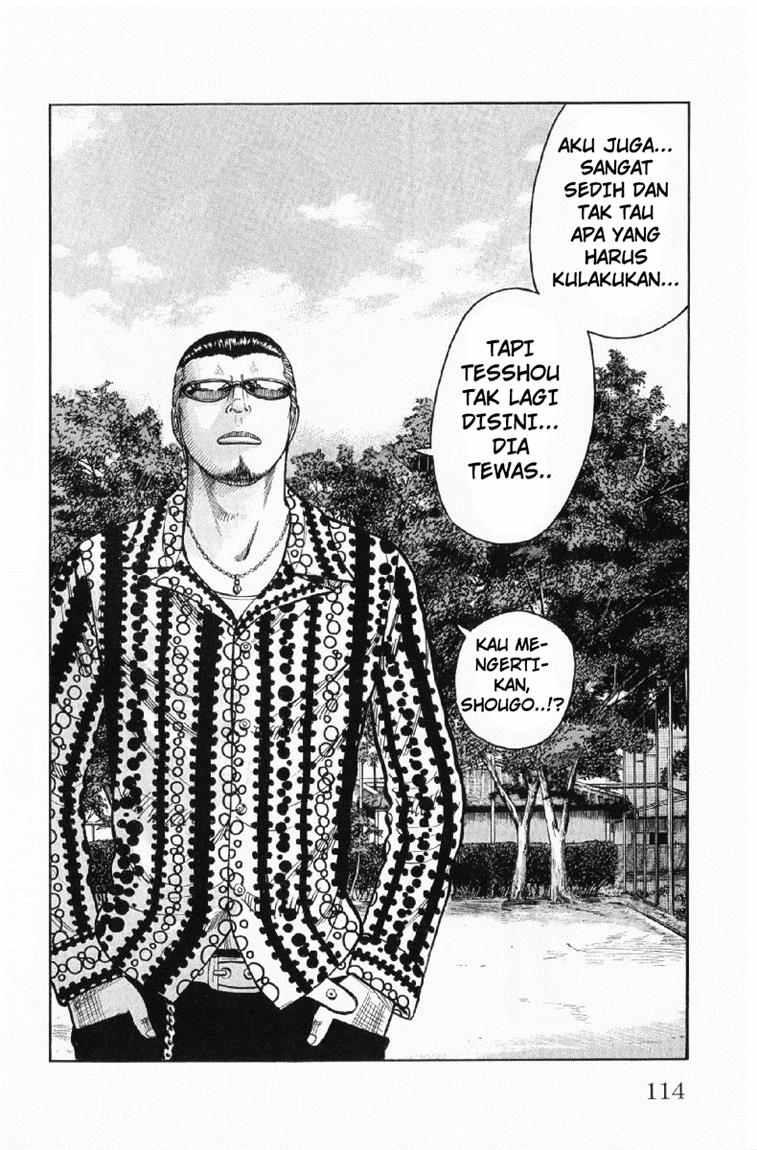 AKU JUGA...
SANGAT
SEDIH DAN
TAK TAU
APA YANG
HARUS
KULAKUKAN...
TAPI
TESSHOU
TAK LAGI
DISINI...
DIA
TEWAS..
KAU ME-
NGERTI-
KAN,
SHOUGO..!?
114